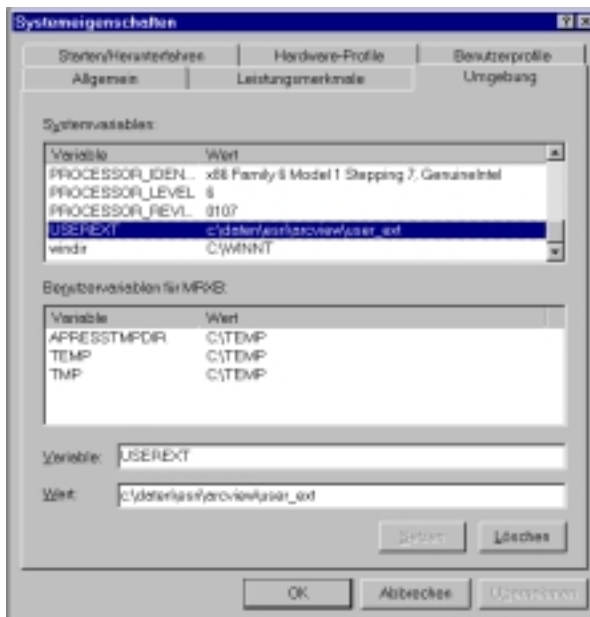 Systemeigenschaften
Starten/Herunterfahren Hardware-Profile Benutzerprofile
Allgemein Leistungsmerkmale Umgebung
Systemvariablen:
Variable Wert
PROCESSOR_IDEN... x86 Family 6 Model 1 Stepping 7, GenuineIntel
PROCESSOR_LEVEL 6
PROCESSOR_REVI... 0107
USEREXT c:\daten\esri\arcview\user_ext
windir C:\WINNT
Benutzervariablen für MRXB:
Variable Wert
APRESSTMPDIR C:\TEMP
TEMP C:\TEMP
TMP C:\TEMP
Variable: USEREXT
Wert: c:\daten\esri\arcview\user_ext
Setzen Löschen
OK Abbrechen Übernehmen